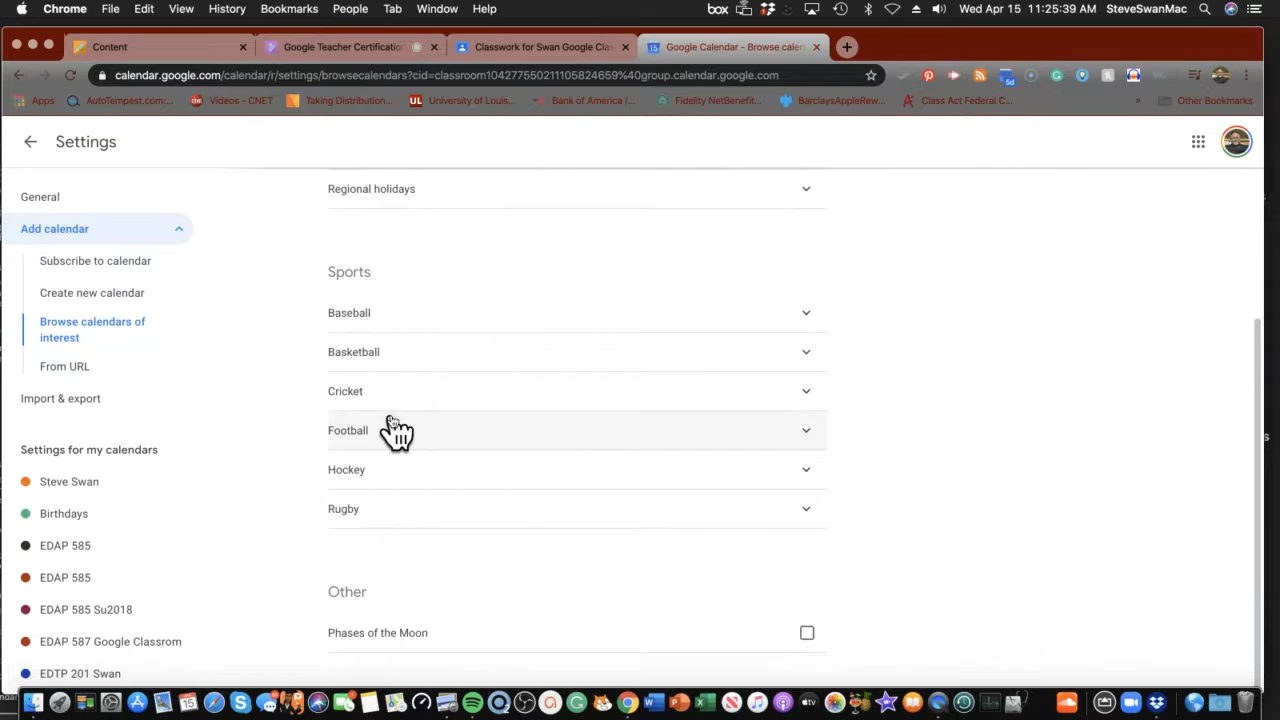 Chrome File Edit View History Bookmarks People Tab Window Help
box Wed Apr 15 11:25:39 AM SteveSwanMac
Content
Google Teacher Certification
Classwork for Swan Google Cla
Google Calendar - Browse calen
calendar.google.com/calendar/r/settings/browsecalendars?cid=classroom104277550211105824659%40group.calendar.google.com
5d
Apps
AutoTempest.com:...
Videos - CNET
Taking Distribution...
UL University of Louis...
Bank of America |...
Fidelity NetBenefit...
BarclaysAppleRew...
Class Act Federal C...
»
Other Bookmarks
Settings
General
Add calendar
Subscribe to calendar
Create new calendar
Browse calendars of
interest
From URL
Import & export
Settings for my calendars
Steve Swan
Birthdays
EDAP 585
EDAP 585
EDAP 585 Su2018
EDAP 587 Google Classrom
EDTP 201 Swan
Regional holidays
Sports
Baseball
Basketball
Cricket
Football
Hockey
Rugby
Other
Phases of the Moon